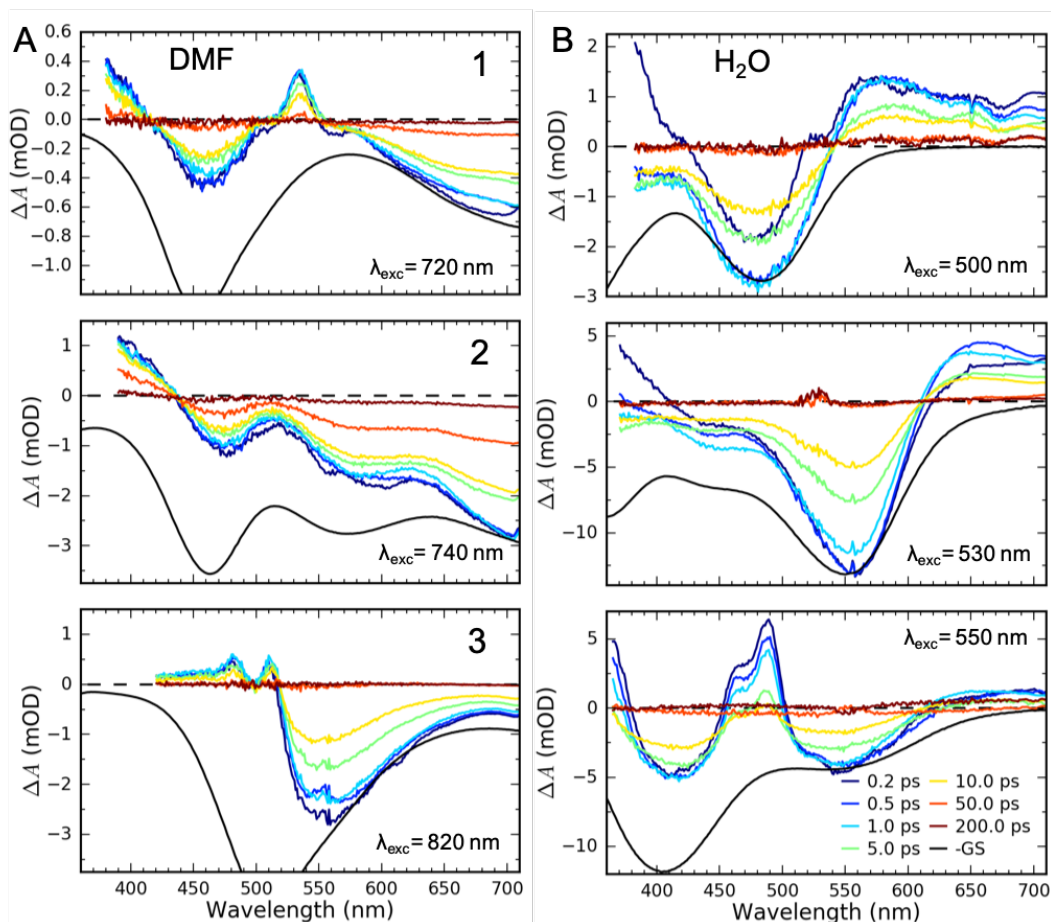 A
DMF
1
0.6
0.4
0.2
0.0
−0.2
−0.4
−0.6
−0.8
−1.0
ΔA (mOD)
λexc= 720 nm
2
1
0
−1
−2
−3
ΔA (mOD)
λexc= 740 nm
3
1
0
−1
−2
−3
ΔA (mOD)
λexc= 820 nm
400 450 500 550 600 650 700
Wavelength (nm)
B
H₂O
2
1
0
−1
−2
−3
ΔA (mOD)
λexc= 500 nm
5
0
−5
−10
ΔA (mOD)
λexc= 530 nm
5
0
−5
−10
ΔA (mOD)
λexc= 550 nm
0.2 ps
0.5 ps
1.0 ps
5.0 ps
10.0 ps
50.0 ps
200.0 ps
-GS
400 450 500 550 600 650 700
Wavelength (nm)